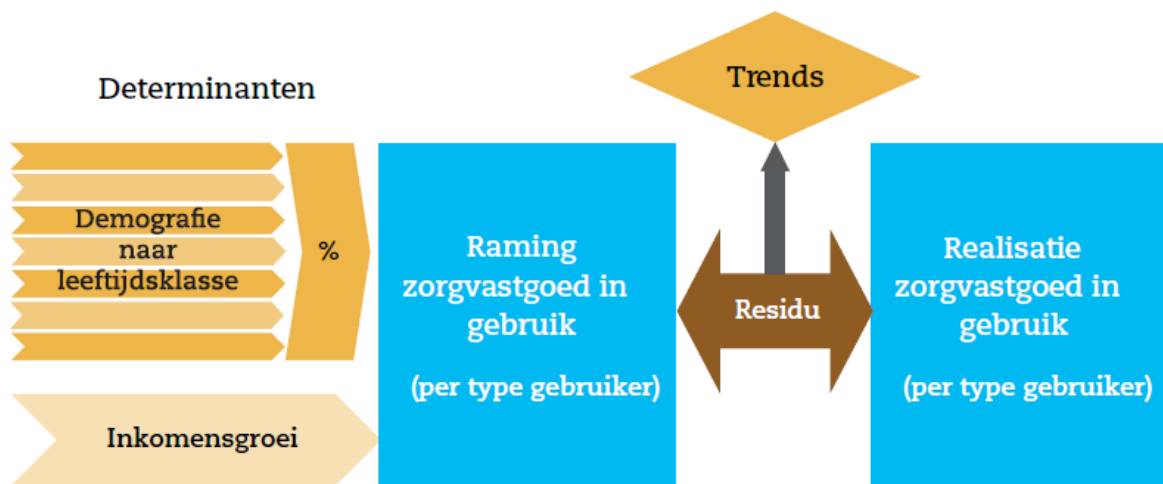 Determinanten
Demografie
naar
leeftijdsklasse
%
Inkomensgroei
Raming
zorgvastgoed in
gebruik
(per type gebruiker)
Trends
Residu
Realisatie
zorgvastgoed in
gebruik
(per type gebruiker)